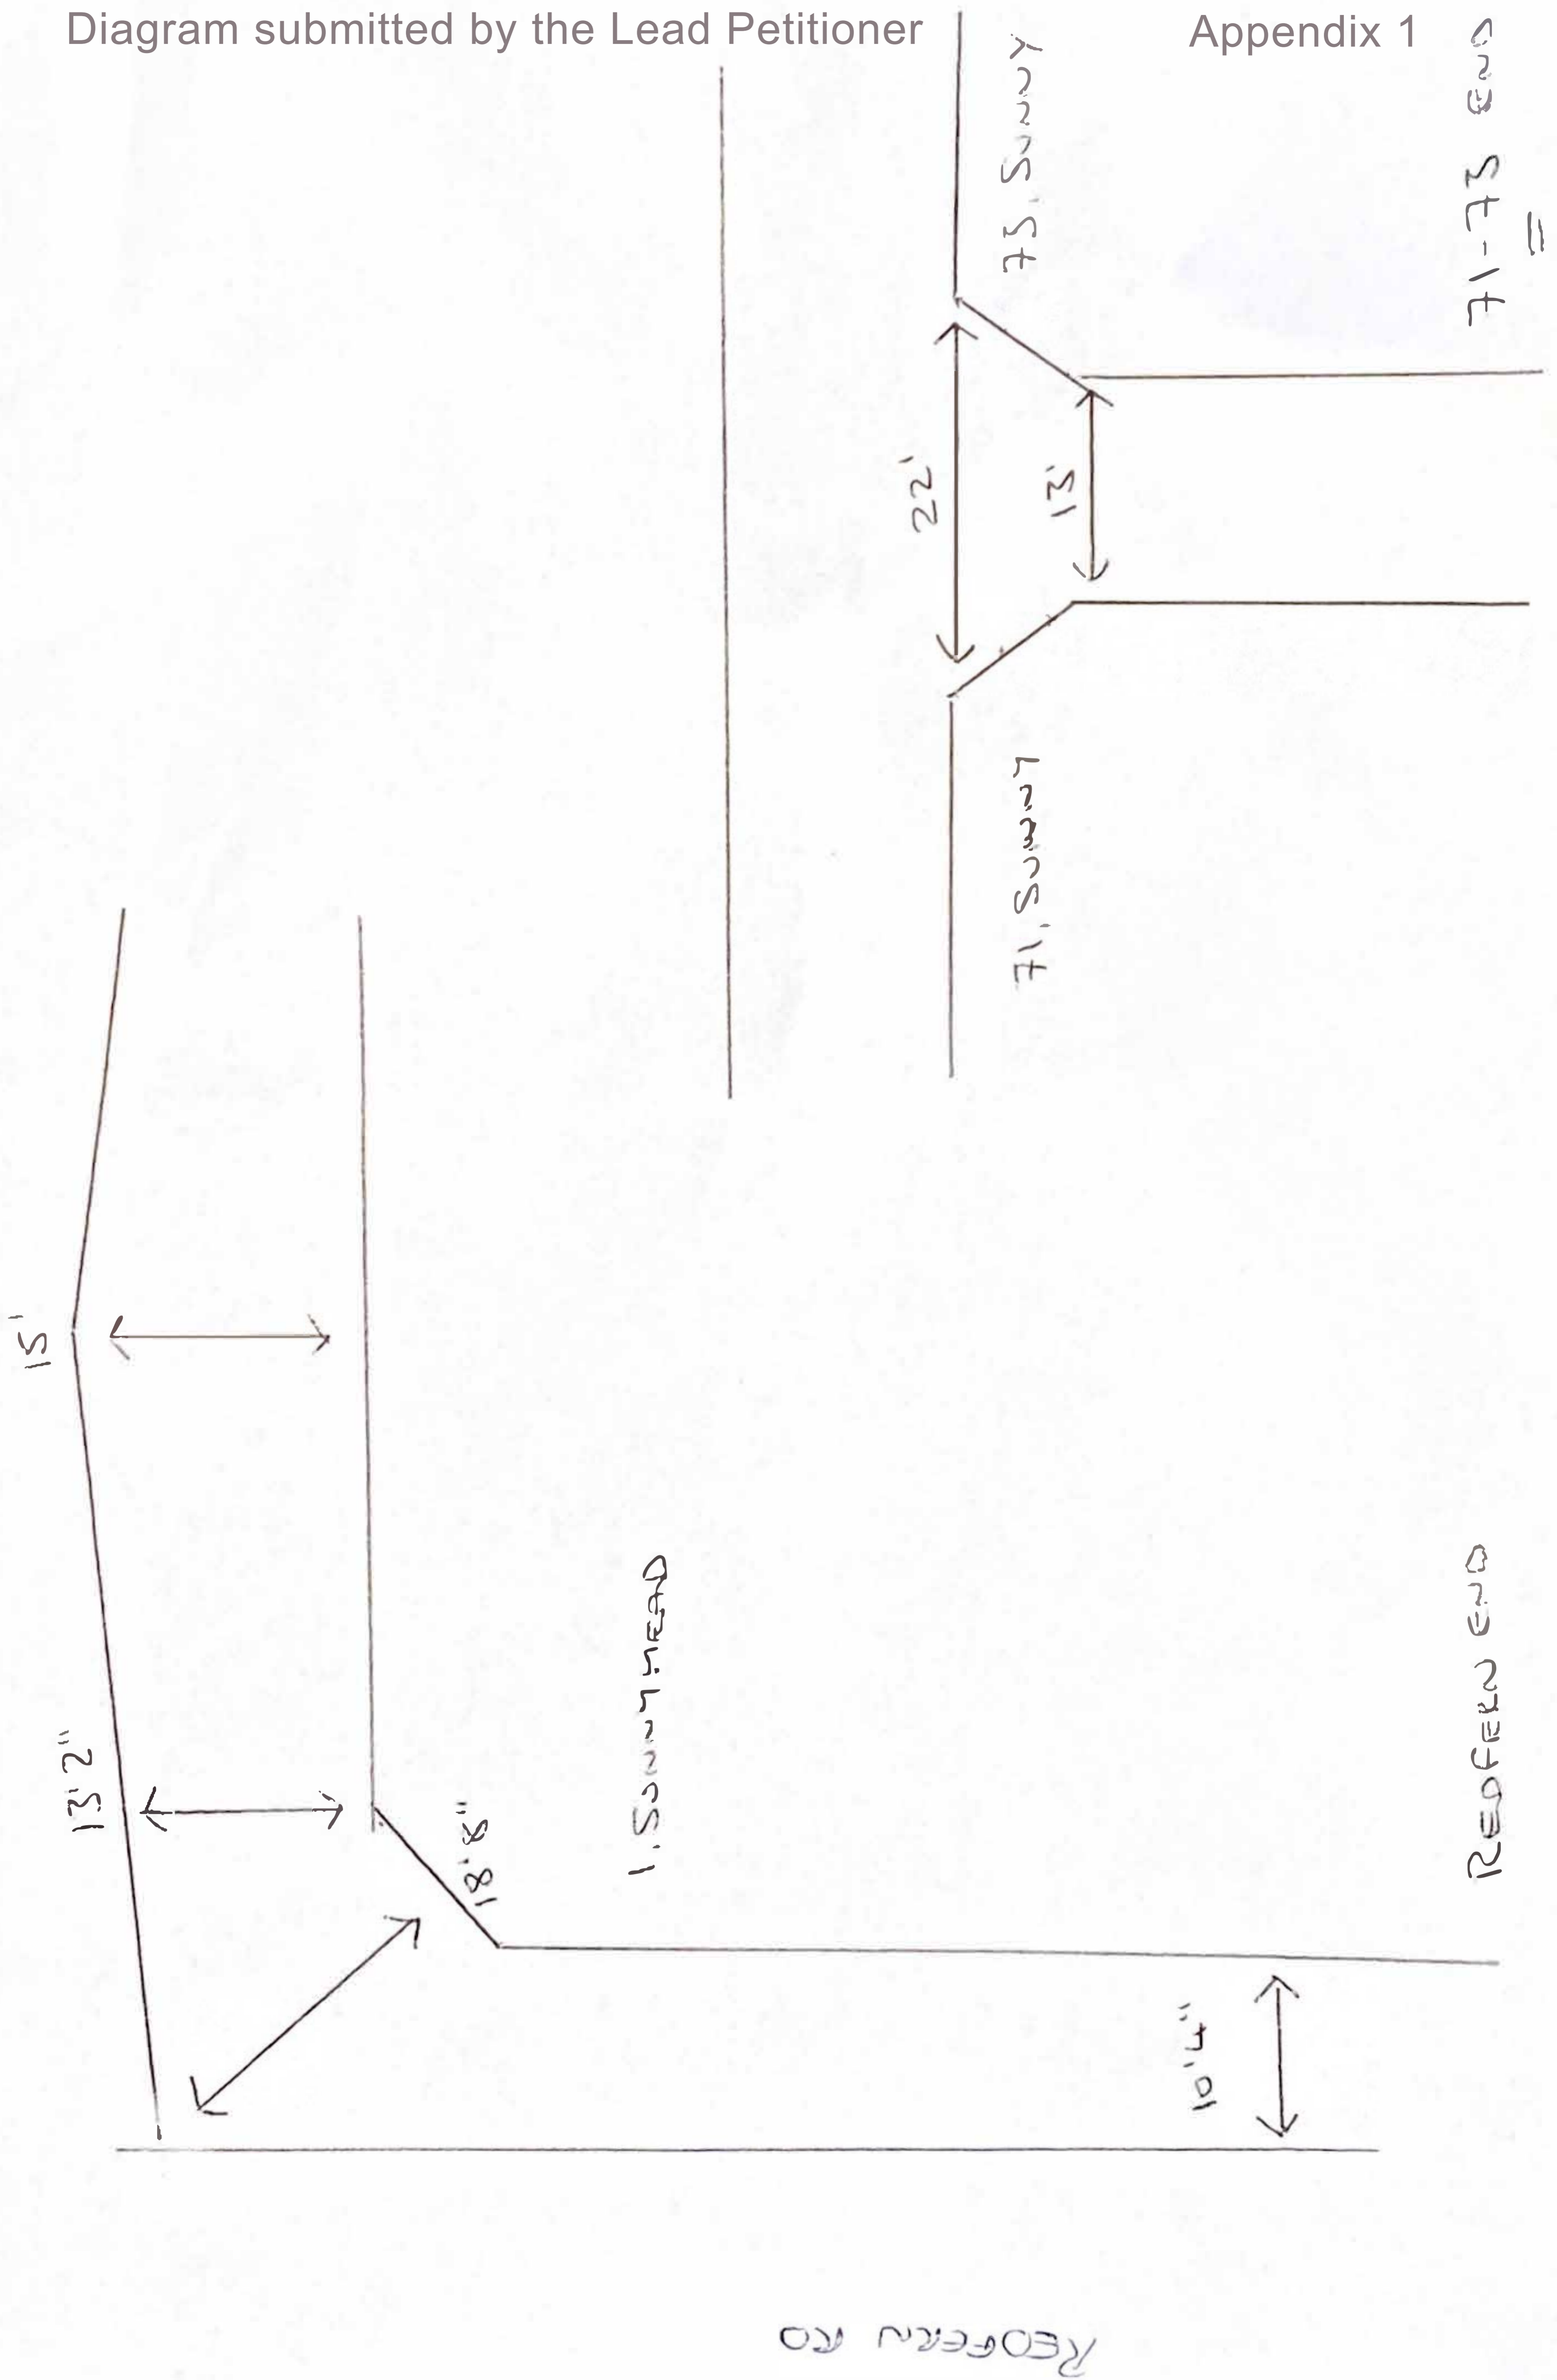 Diagram submitted by the Lead Petitioner
Appendix 1
15'
13' 2"
18' 8"
1, SUNNYMEAD
10' 4"
REDFERN END
REDFERN RD
22'
13'
71, SUNNY
73, SUNNY
71-73 END